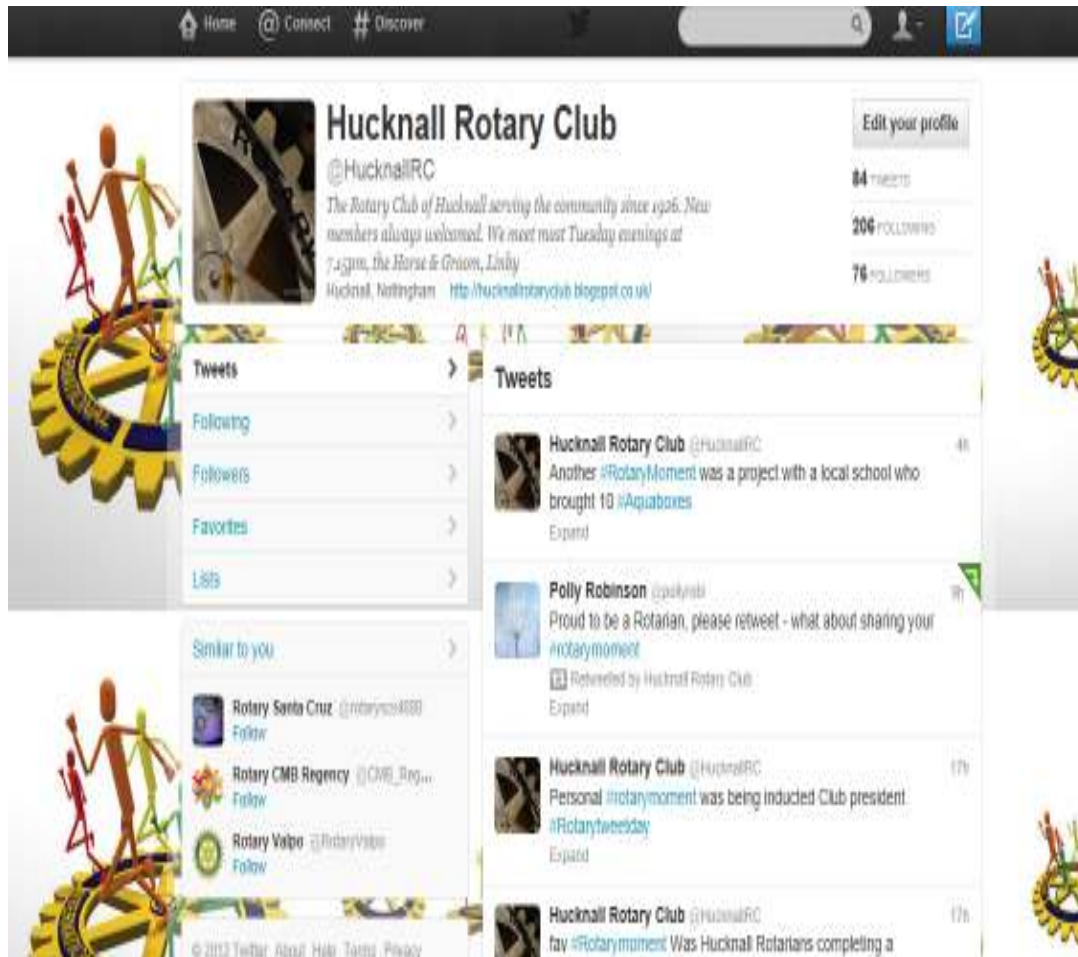 Home @ Connect # Discover
Hucknall Rotary Club
@HucknallRC
The Rotary Club of Hucknall serving the community since 1926. New
members always welcomed. We meet most Tuesday evenings at
7.15pm, the Horse & Groom, Linby
Hucknall, Nottingham http://hucknallrotaryclub.blogspot.co.uk/
Edit your profile
84 TWEETS
206 FOLLOWING
76 FOLLOWERS
Tweets
Following
Followers
Favorites
Lists
Similar to you
Rotary Santa Cruz
Follow
Rotary CMB Regency @CMB_Reg...
Follow
Rotary Valpo @RotaryValpo
Follow
© 2012 Twitter About Help Terms Privacy
Tweets
Hucknall Rotary Club @HucknallRC 4h
Another #RotaryMoment was a project with a local school who
brought 10 #Aquaboxes
Expand
Polly Robinson @pollyrobi 9h
Proud to be a Rotarian, please retweet - what about sharing your
#rotarymoment
Retweeted by Hucknall Rotary Club
Expand
Hucknall Rotary Club @HucknallRC 17h
Personal #rotarymoment was being inducted Club president
#Rotarytweetday
Expand
Hucknall Rotary Club @HucknallRC 17h
fav #Rotarymoment Was Hucknall Rotarians completing a